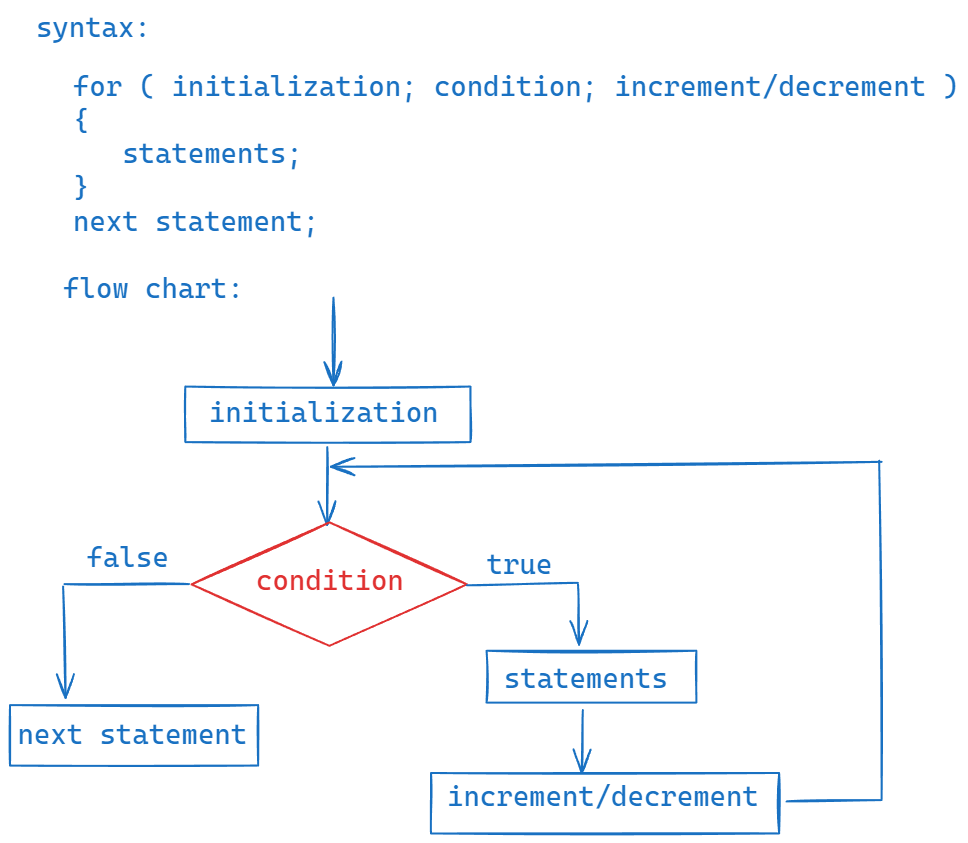 syntax:
for ( initialization; condition; increment/decrement )
{
statements;
}
next statement;
flow chart:
initialization
false
true
condition
statements
next statement
increment/decrement